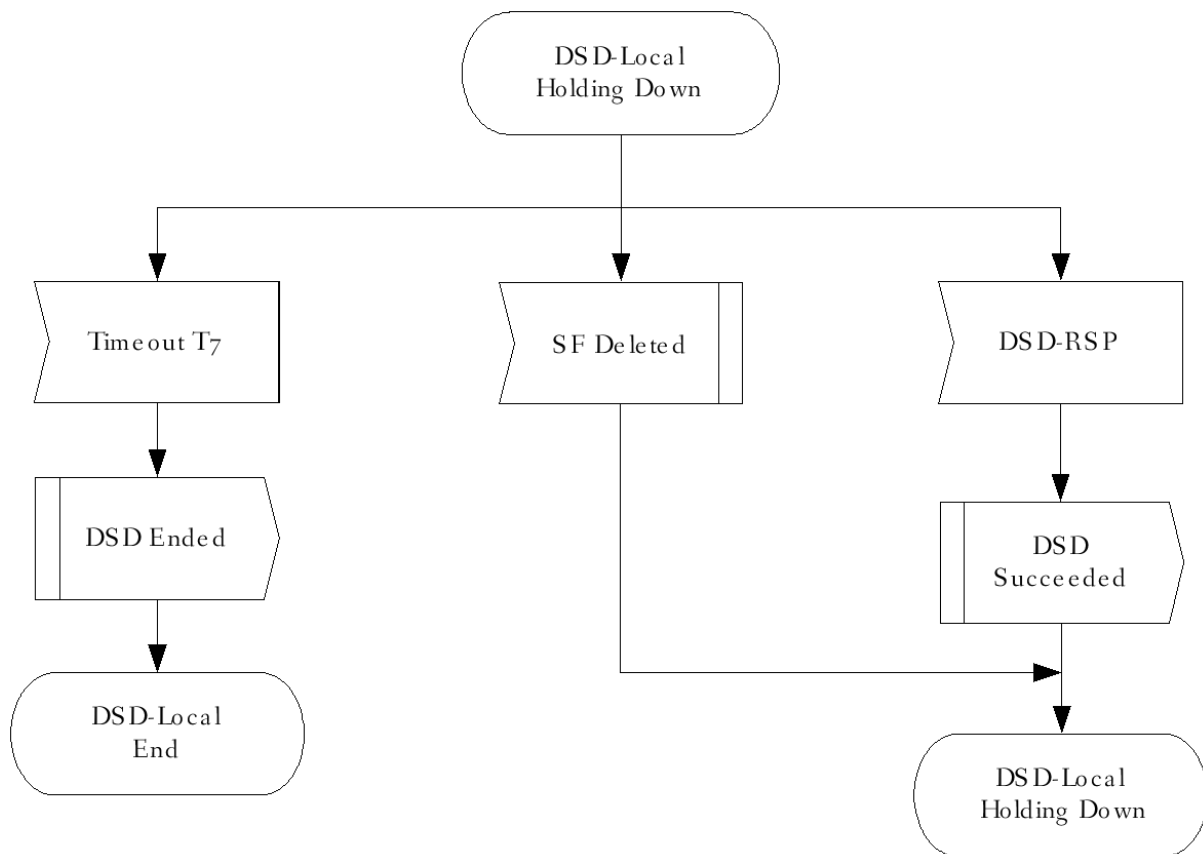 DSD-Local
Holding Down
Timeout T7
SF Deleted
DSD-RSP
DSD Ended
DSD
Succeeded
DSD-Local
End
DSD-Local
Holding Down